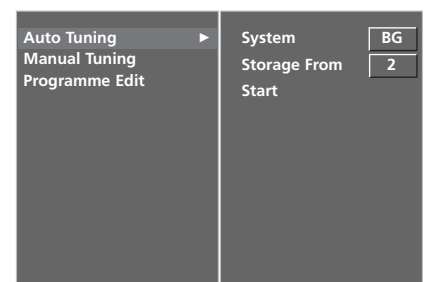 Auto Tuning ►
Manual Tuning
Programme Edit
System BG
Storage From 2
Start